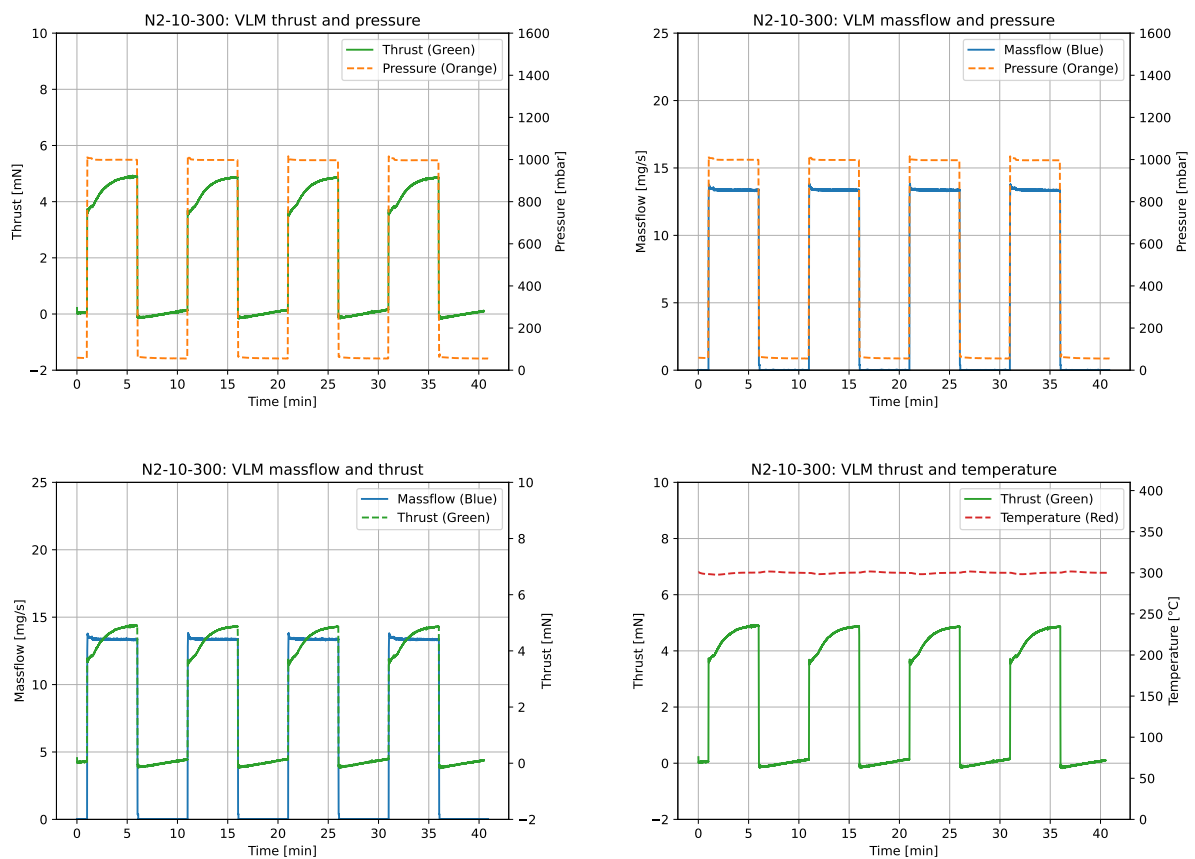 N2-10-300: VLM thrust and pressure
10
8
6
4
2
0
−2
Thrust [mN]
1600
1400
1200
1000
800
600
400
200
0
Pressure [mbar]
Thrust (Green)
Pressure (Orange)
0 5 10 15 20 25 30 35 40
Time [min]
N2-10-300: VLM massflow and pressure
25
20
15
10
5
0
Massflow [mg/s]
1600
1400
1200
1000
800
600
400
200
0
Pressure [mbar]
Massflow (Blue)
Pressure (Orange)
0 5 10 15 20 25 30 35 40
Time [min]
N2-10-300: VLM massflow and thrust
25
20
15
10
5
0
Massflow [mg/s]
10
8
6
4
2
0
−2
Thrust [mN]
Massflow (Blue)
Thrust (Green)
0 5 10 15 20 25 30 35 40
Time [min]
N2-10-300: VLM thrust and temperature
10
8
6
4
2
0
−2
Thrust [mN]
400
350
300
250
200
150
100
50
0
Temperature [°C]
Thrust (Green)
Temperature (Red)
0 5 10 15 20 25 30 35 40
Time [min]